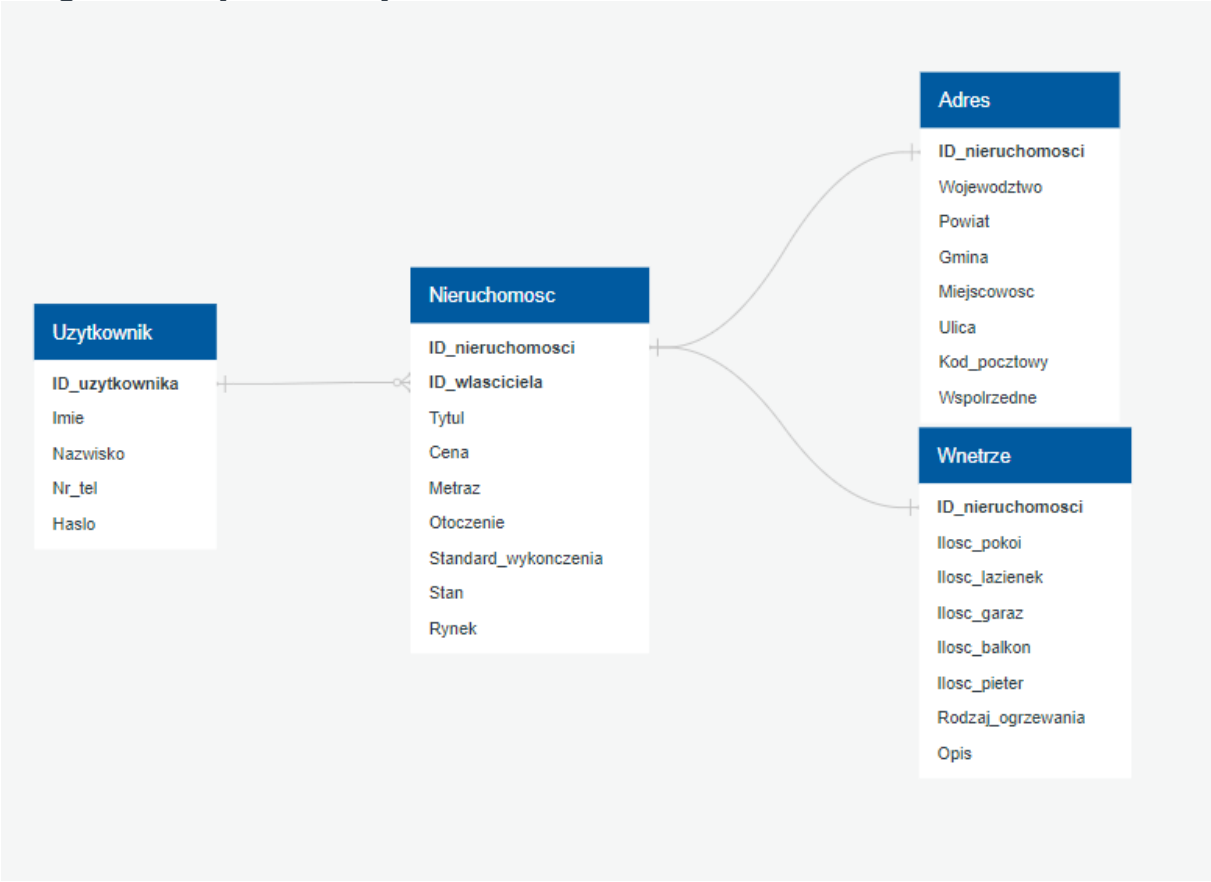 Uzytkownik
ID_uzytkownika
Imie
Nazwisko
Nr_tel
Haslo
Nieruchomosc
ID_nieruchomosci
ID_wlasciciela
Tytul
Cena
Metraz
Otoczenie
Standard_wykonczenia
Stan
Rynek
Adres
ID_nieruchomosci
Wojewodztwo
Powiat
Gmina
Miejscowosc
Ulica
Kod_pocztowy
Wspolrzedne
Wnetrze
ID_nieruchomosci
Ilosc_pokoi
Ilosc_lazienek
Ilosc_garaz
Ilosc_balkon
Ilosc_pieter
Rodzaj_ogrzewania
Opis